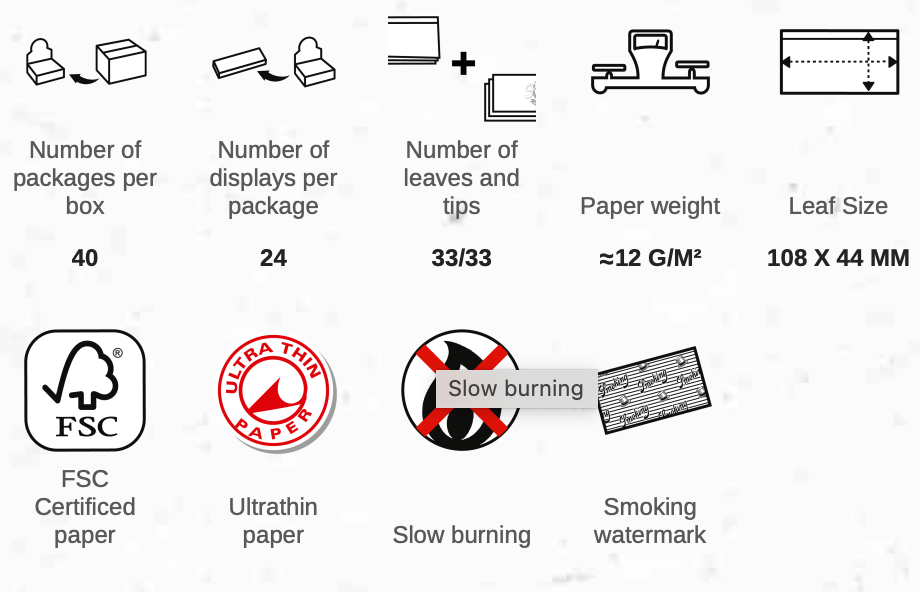 Number of
packages per
box
40
Number of
displays per
package
24
Number of
leaves and
tips
33/33
Paper weight
≈12 G/M²
Leaf Size
108 X 44 MM
®
FSC
FSC
Certificed
paper
ULTRA THIN
PAPER
Ultrathin
paper
Slow burning
Slow burning
Smoking
Smoking
Smoking
Smoking
watermark